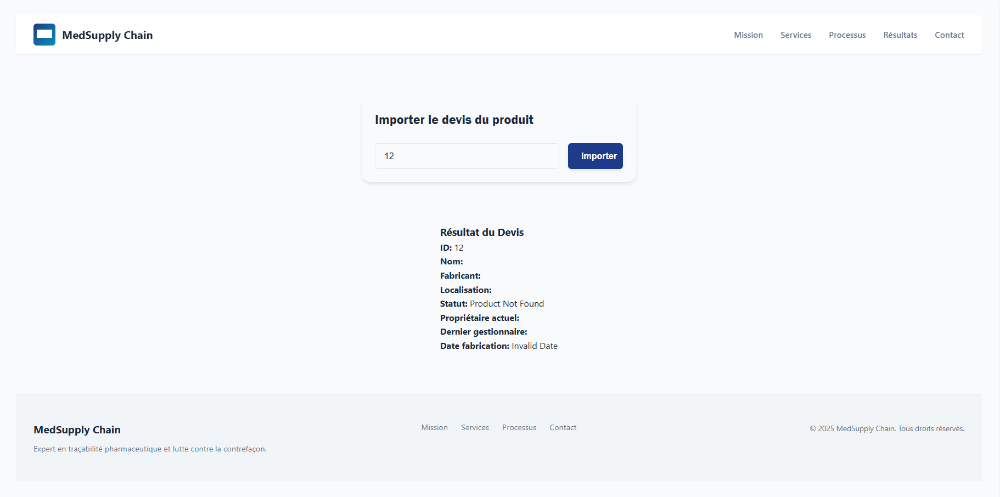 MedSupply Chain
Mission Services Processus Résultats Contact
Importer le devis du produit
12
Importer
Résultat du Devis
ID: 12
Nom:
Fabricant:
Localisation:
Statut: Product Not Found
Propriétaire actuel:
Dernier gestionnaire:
Date fabrication: Invalid Date
MedSupply Chain
Expert en traçabilité pharmaceutique et lutte contre la contrefaçon.
Mission Services Processus Contact
© 2025 MedSupply Chain. Tous droits réservés.